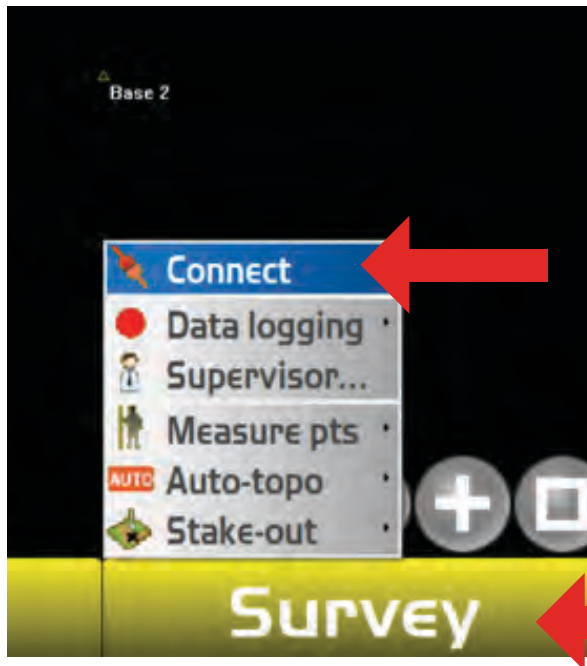 Base 2
Connect
Data logging
Supervisor...
Measure pts
AUTO Auto-topo
Stake-out
Survey